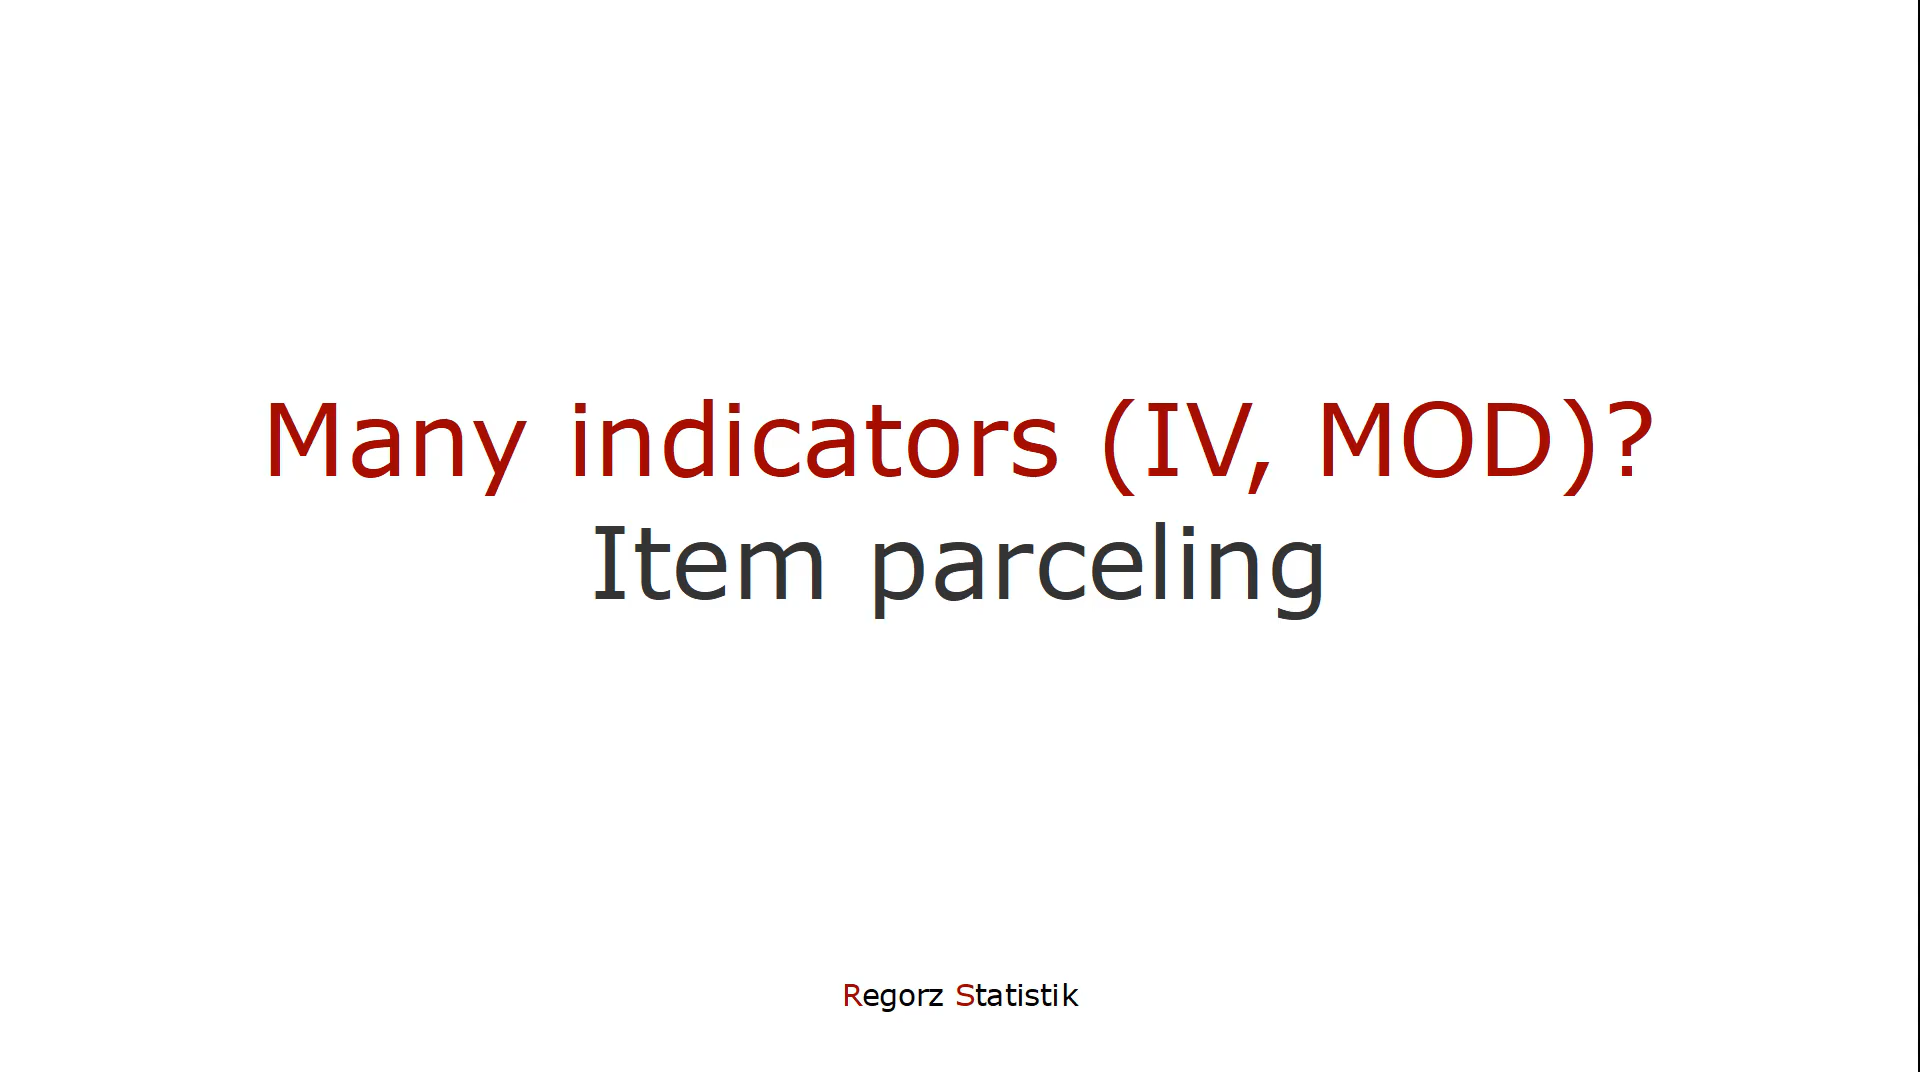 Many indicators (IV, MOD)?
Item parceling
Regorz Statistik